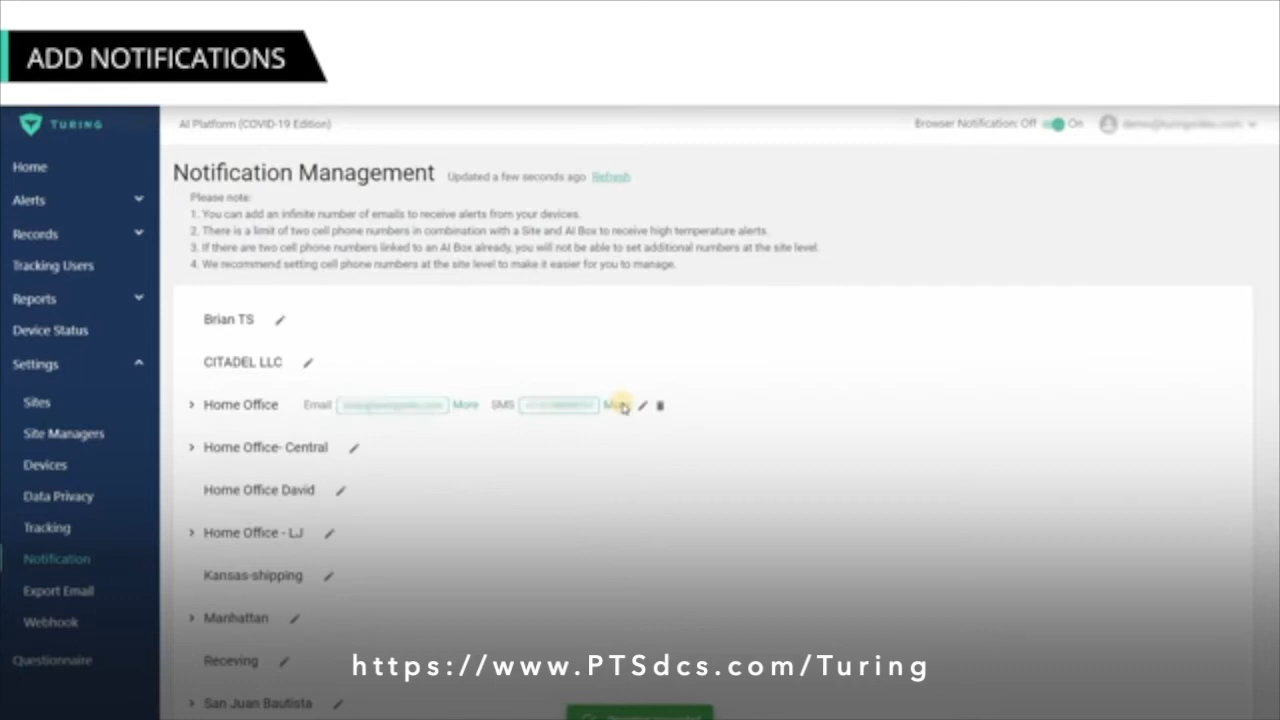 ADD NOTIFICATIONS
TURING
AI Platform (COVID-19 Edition)
Browser Notification: Off On
Home
Alerts
Records
Tracking Users
Reports
Device Status
Settings
Sites
Site Managers
Devices
Data Privacy
Tracking
Notification
Export Email
Webhook
Questionnaire
Notification Management Updated a few seconds ago Refresh
Please note:
1. You can add an infinite number of emails to receive alerts from your devices.
2. There is a limit of two cell phone numbers in combination with a Site and AI Box to receive high temperature alerts.
3. If there are two cell phone numbers linked to an AI Box already, you will not be able to set additional numbers at the site level.
4. We recommend setting cell phone numbers at the site level to make it easier for you to manage.
Brian TS
CITADEL LLC
Home Office Email More SMS
Home Office- Central
Home Office David
Home Office - LJ
Kansas-shipping
Manhattan
Receving
San Juan Bautista
https://www.PTSdcs.com/Turing